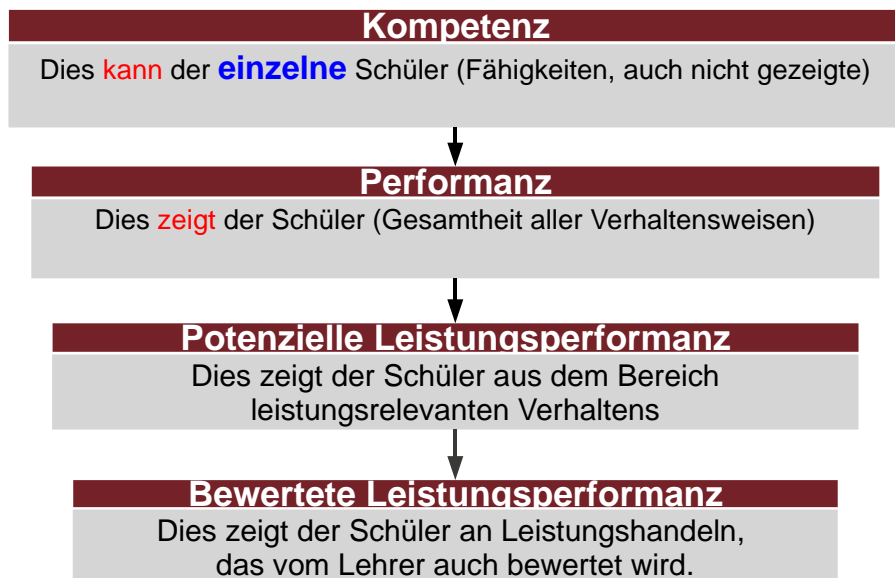 Kompetenz
Dies kann der einzelne Schüler (Fähigkeiten, auch nicht gezeigte)
Performanz
Dies zeigt der Schüler (Gesamtheit aller Verhaltensweisen)
Potenzielle Leistungsperformanz
Dies zeigt der Schüler aus dem Bereich
leistungsrelevanten Verhaltens
Bewertete Leistungsperformanz
Dies zeigt der Schüler an Leistungshandeln,
das vom Lehrer auch bewertet wird.